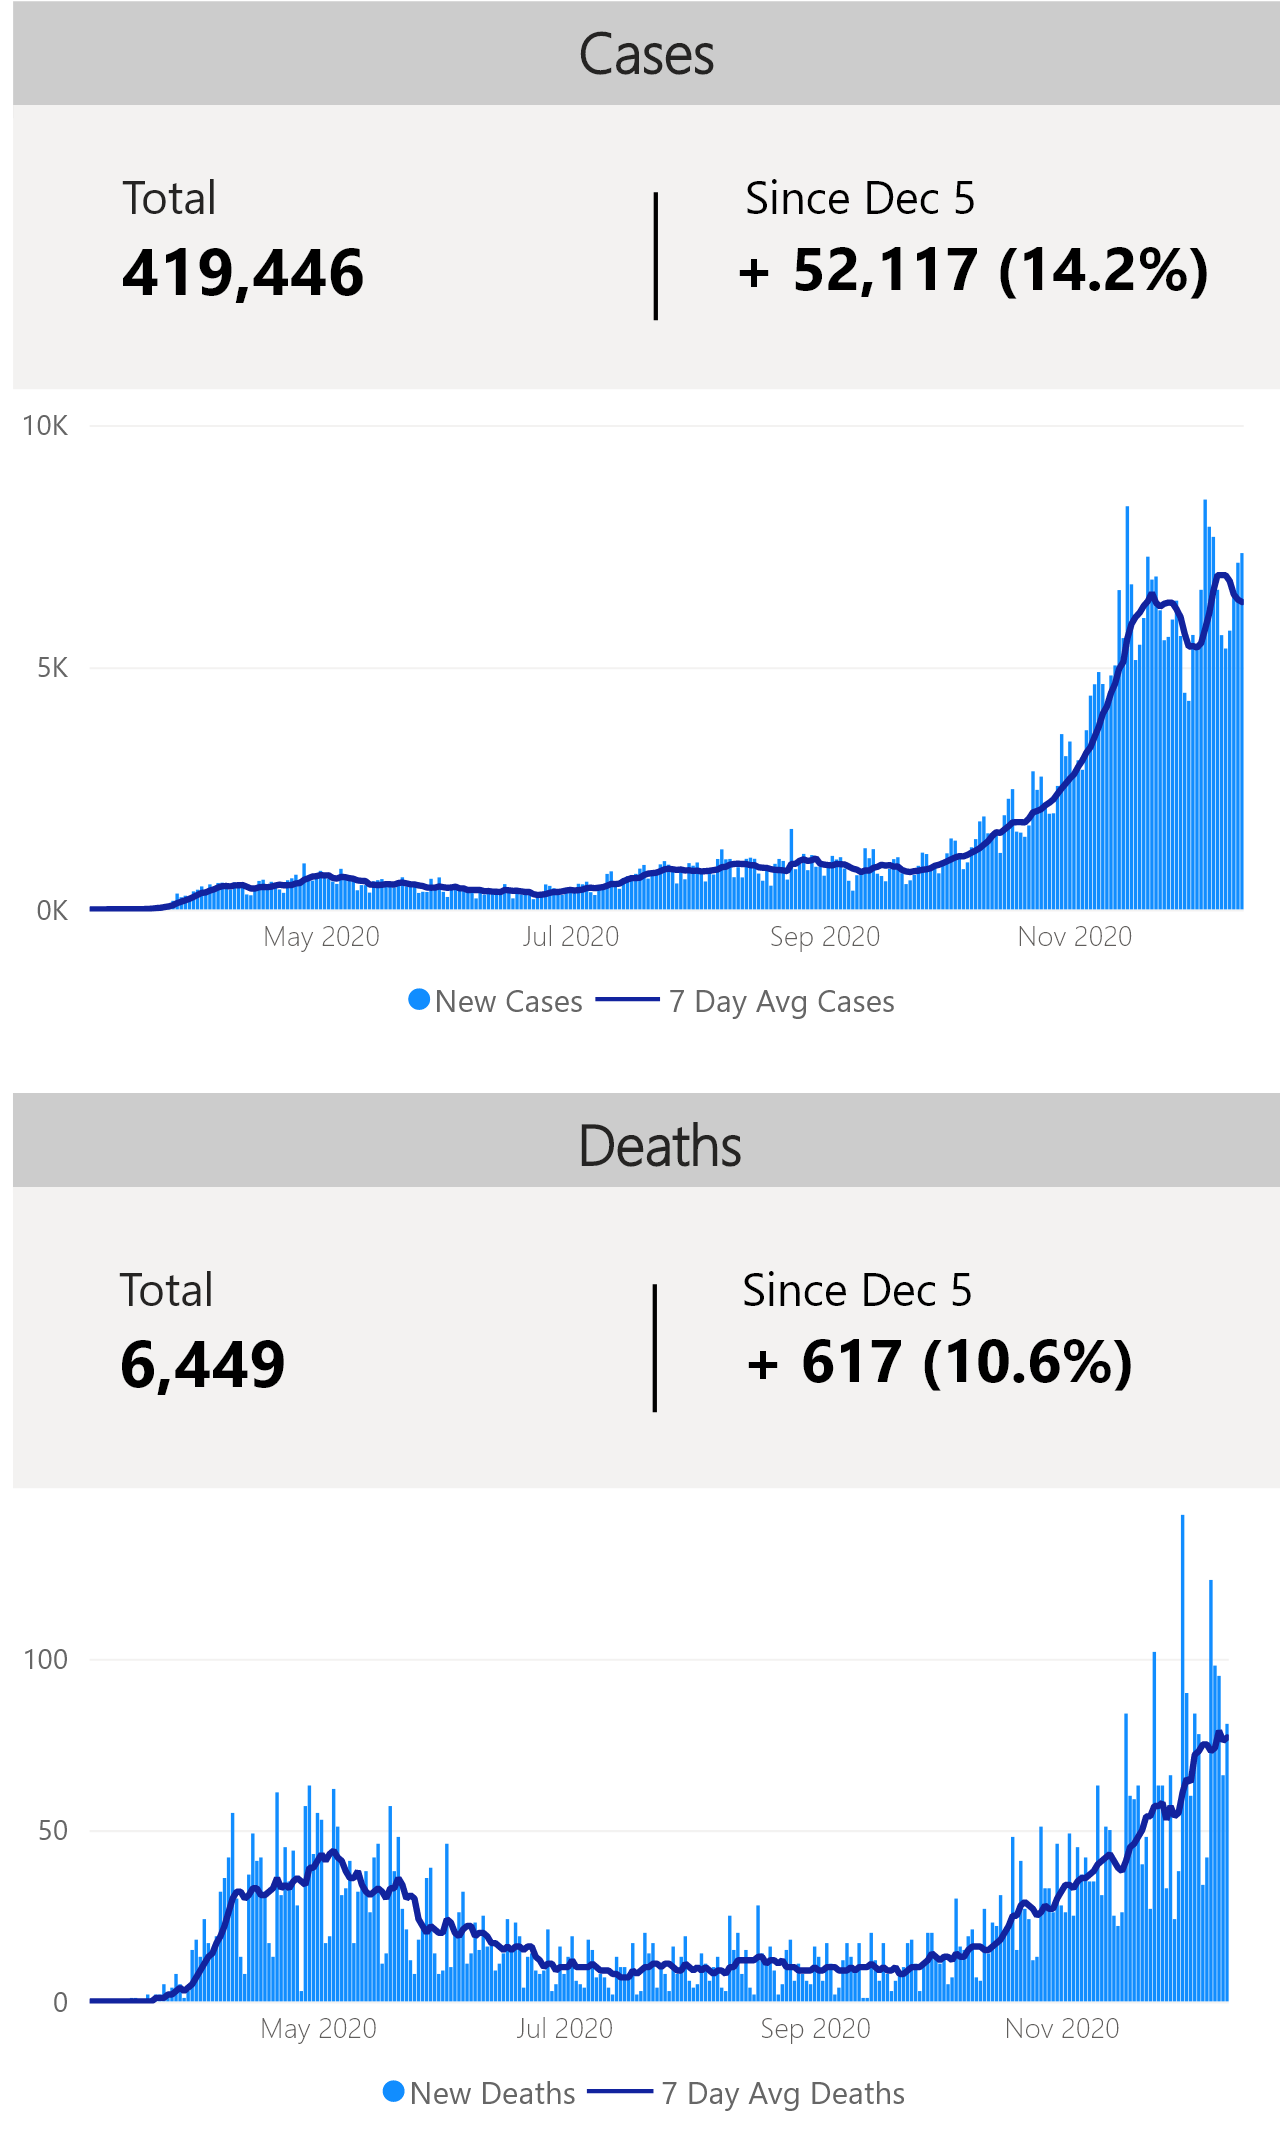 Cases
Total
Since Dec 5
419,446
+ 52,117 (14.2%)
10K
5K
0K
May 2020
Jul 2020
Sep 2020
Nov 2020
New Cases
7 Day Avg Cases
Deaths
Total
Since Dec 5
6,449
+ 617 (10.6%)
100
50
0
May 2020
Jul 2020
Sep 2020
Nov 2020
New Deaths
7 Day Avg Deaths